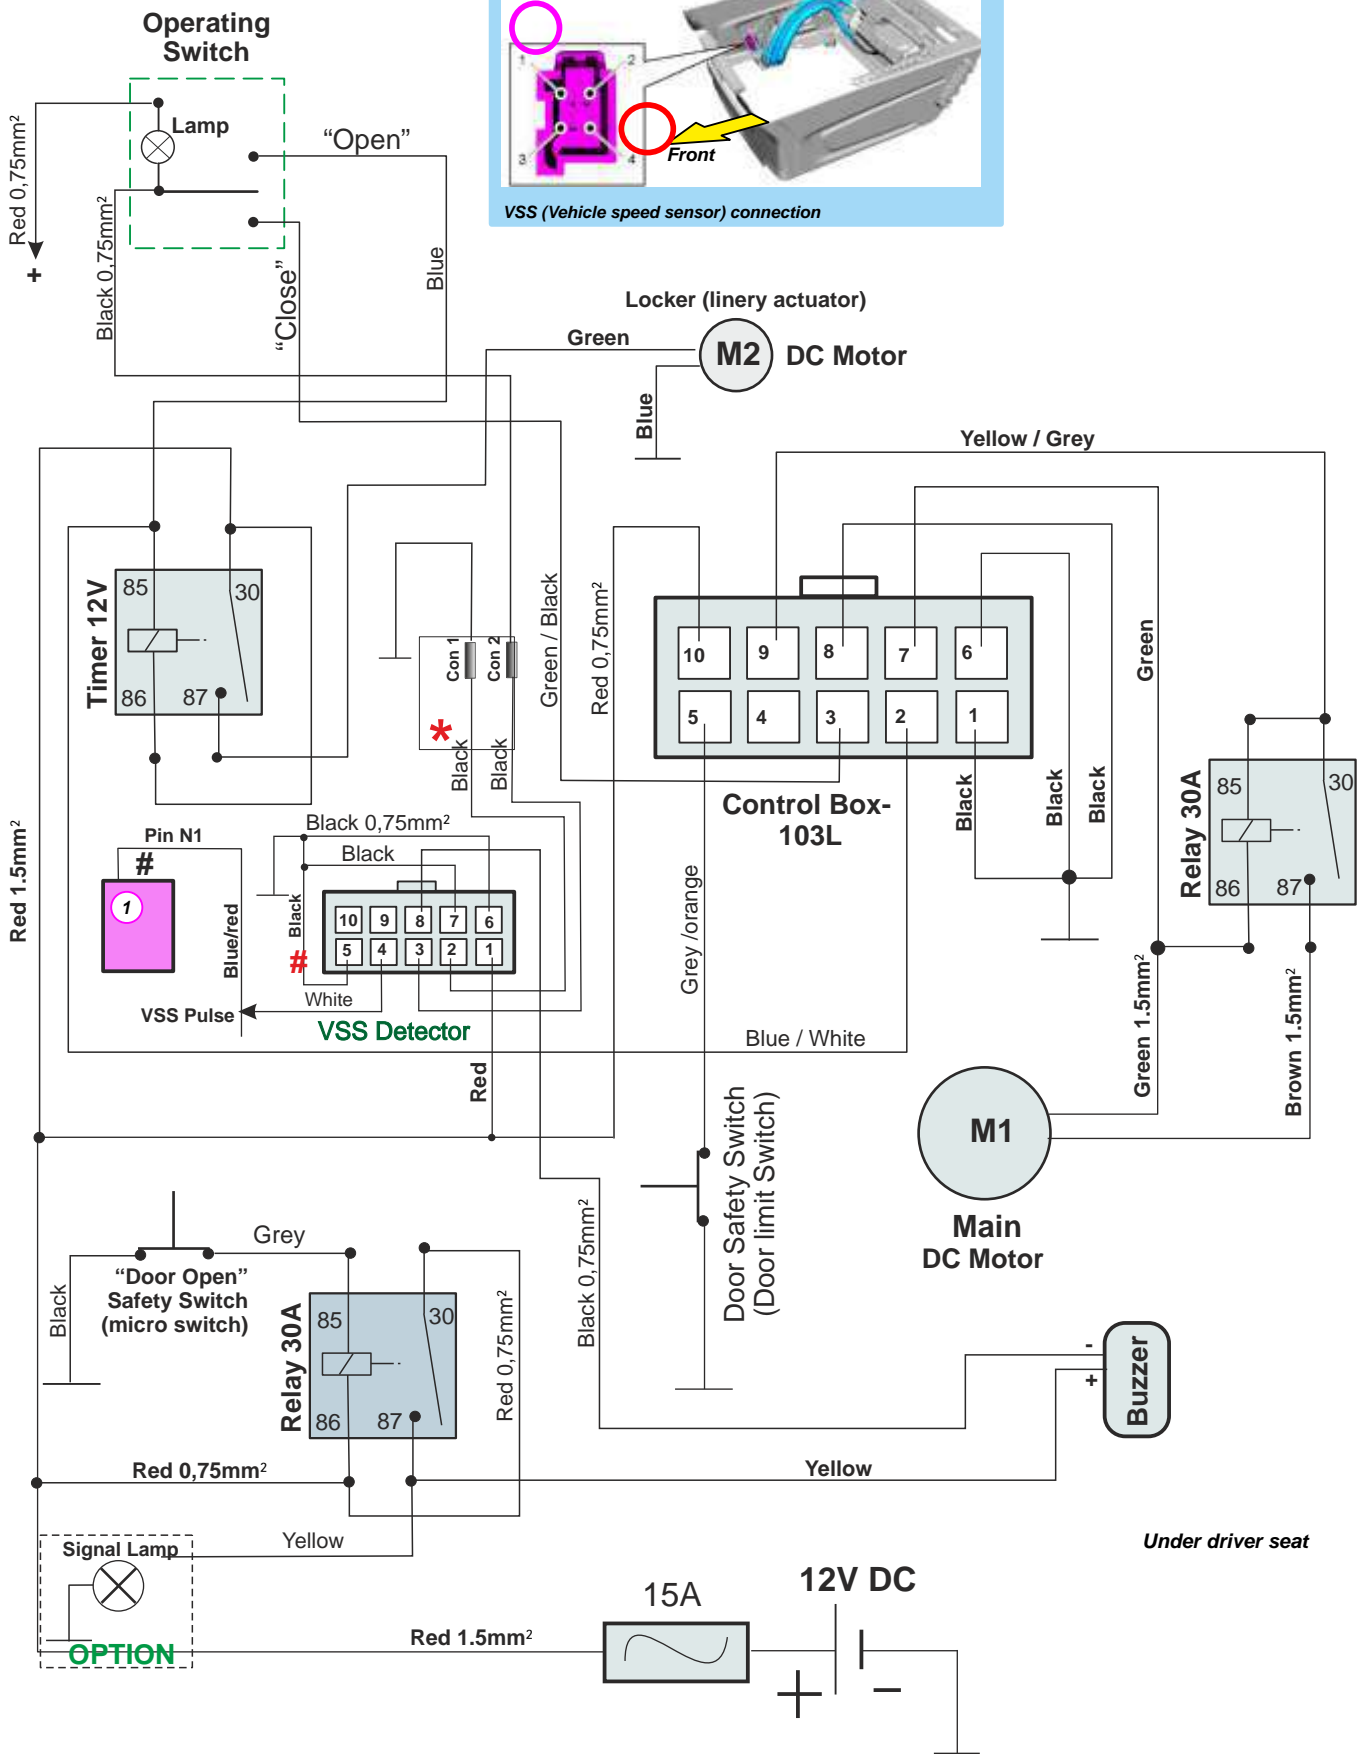 Operating
Switch
Lamp
"Open"
Red 0,75mm²
+
Black 0,75mm²
"Close"
Blue
1
2
3
4
Front
VSS (Vehicle speed sensor) connection
Locker (linery actuator)
Green
M2
DC Motor
Blue
Yellow / Grey
Timer 12V
85
30
86
87
Con 1
Con 2
*
Black
Black
Green / Black
Red 0,75mm²
10
9
8
7
6
5
4
3
2
1
Control Box-
103L
Black
Black
Black
Green
Relay 30A
85
30
86
87
Red 1.5mm²
Pin N1
#
1
Blue/red
VSS Pulse
Black 0,75mm²
Black
Black
#
10
9
8
7
6
5
4
3
2
1
White
VSS Detector
Red
Grey /orange
Blue / White
Green 1.5mm²
Brown 1.5mm²
M1
Main
DC Motor
Door Safety Switch
(Door limit Switch)
Grey
"Door Open"
Safety Switch
(micro switch)
Black
Relay 30A
85
30
86
87
Red 0,75mm²
Black 0,75mm²
-
+
Buzzer
Red 0,75mm²
Yellow
Yellow
Signal Lamp
OPTION
Under driver seat
Red 1.5mm²
15A
12V DC
+
-